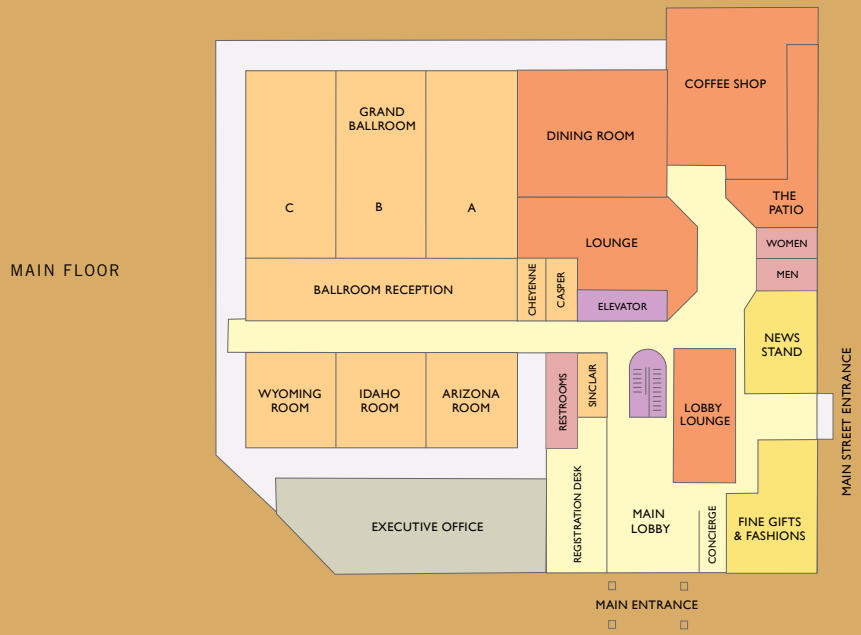 COFFEE SHOP
GRAND
BALLROOM
DINING ROOM
C
B
A
THE
PATIO
LOUNGE
WOMEN
MEN
MAIN FLOOR
BALLROOM RECEPTION
CHEYENNE
CASPER
ELEVATOR
NEWS
STAND
WYOMING
ROOM
IDAHO
ROOM
ARIZONA
ROOM
RESTROOMS
SINCLAIR
LOBBY
LOUNGE
MAIN STREET ENTRANCE
EXECUTIVE OFFICE
REGISTRATION DESK
MAIN
LOBBY
CONCIERGE
FINE GIFTS
& FASHIONS
MAIN ENTRANCE